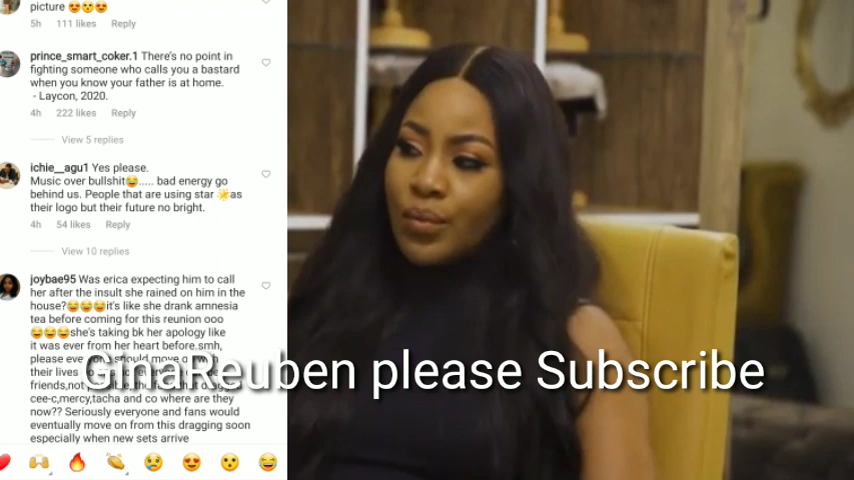 picture 😍😗😍
5h 111 likes Reply
prince_smart_coker.1 There's no point in
fighting someone who calls you a bastard
when you know your father is at home.
- Laycon, 2020.
4h 222 likes Reply
View 5 replies
ichie__agu1 Yes please.
Music over bullshit😂..... bad energy go
behind us. People that are using star 🌟as
their logo but their future no bright.
4h 54 likes Reply
View 10 replies
joybae95 Was erica expecting him to call
her after the insult she rained on him in the
house?😂😂😂it's like she drank amnesia
tea before coming for this reunion ooo
😂😂😂she's taking bk her apology like
it was ever from her heart before.smh,
please should move
their lives
friends,not
cee-c,mercy,tacha and co where are they
now?? Seriously everyone and fans would
eventually move on from this dragging soon
especially when new sets arrive
GinaReuben please Subscribe